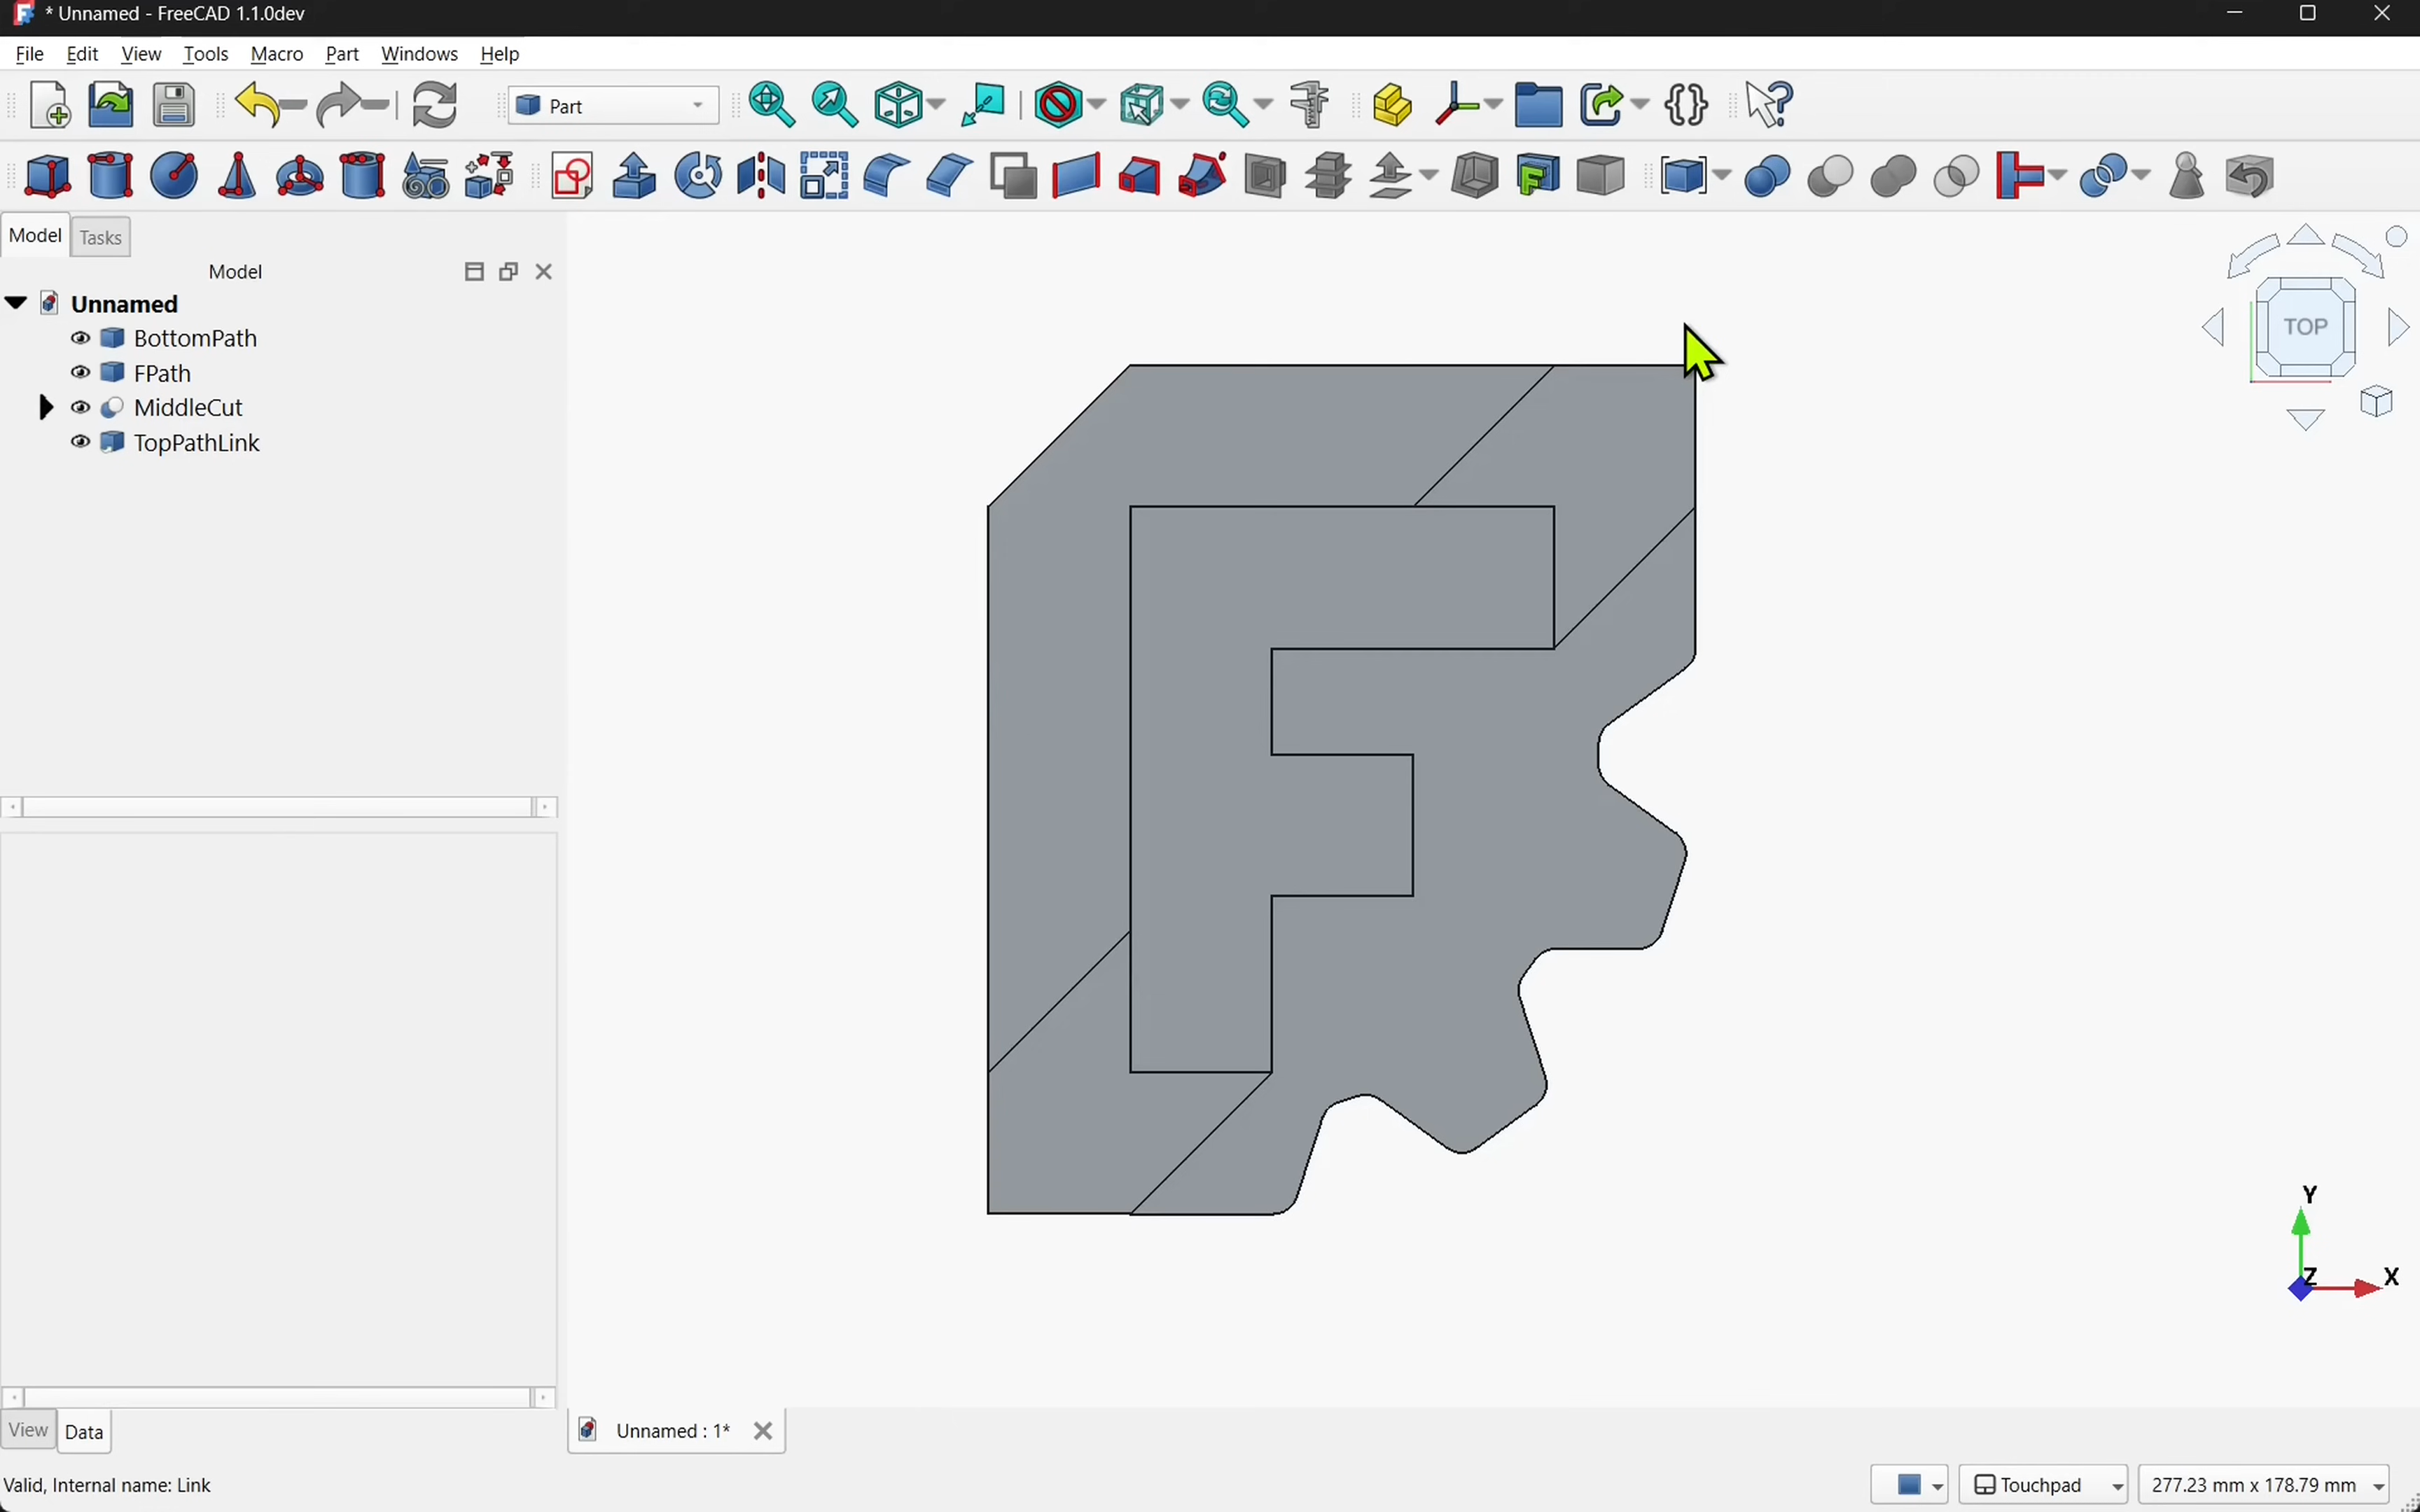 * Unnamed - FreeCAD 1.1.0dev
File Edit View Tools Macro Part Windows Help
Part
Model Tasks
Model
Unnamed
BottomPath
FPath
MiddleCut
TopPathLink
TOP
F
Y
Z X
View Data
Unnamed : 1*
Valid, Internal name: Link
Touchpad
277.23 mm x 178.79 mm